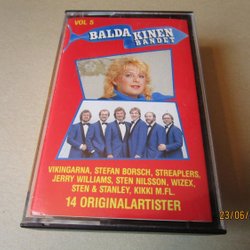 VOL 5
BALDA KINEN
BANDET
VIKINGARNA, STEFAN BORSCH, STREAPLERS,
JERRY WILLIAMS, STEN NILSSON, WIZEX,
STEN & STANLEY, KIKKI M.FL.
14 ORIGINALARTISTER
23/06